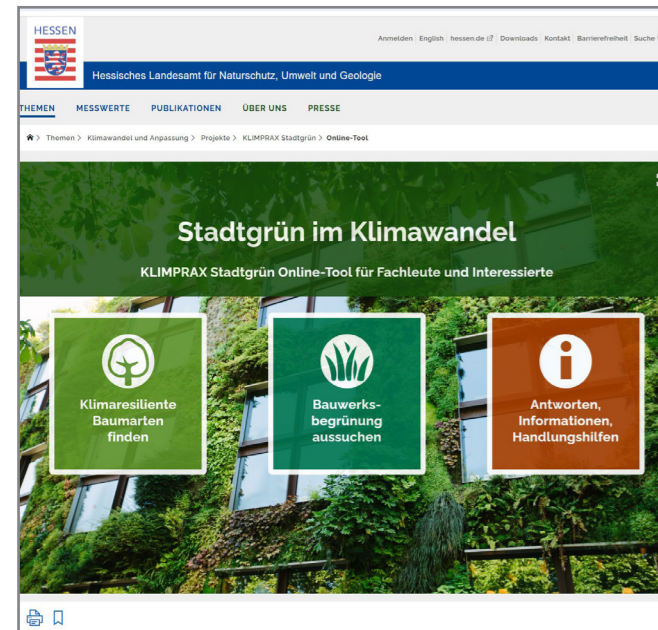 HESSEN
Anmelden English hessen.de Downloads Kontakt Barrierefreiheit Suche
Hessisches Landesamt für Naturschutz, Umwelt und Geologie
THEMEN MESSWERTE PUBLIKATIONEN ÜBER UNS PRESSE
> Themen > Klimawandel und Anpassung > Projekte > KLIMPRAX Stadtgrün > Online-Tool
Stadtgrün im Klimawandel
KLIMPRAX Stadtgrün Online-Tool für Fachleute und Interessierte
Klimaresiliente
Baumarten
finden
Bauwerks-
begrünung
aussuchen
Antworten,
Informationen,
Handlungshilfen